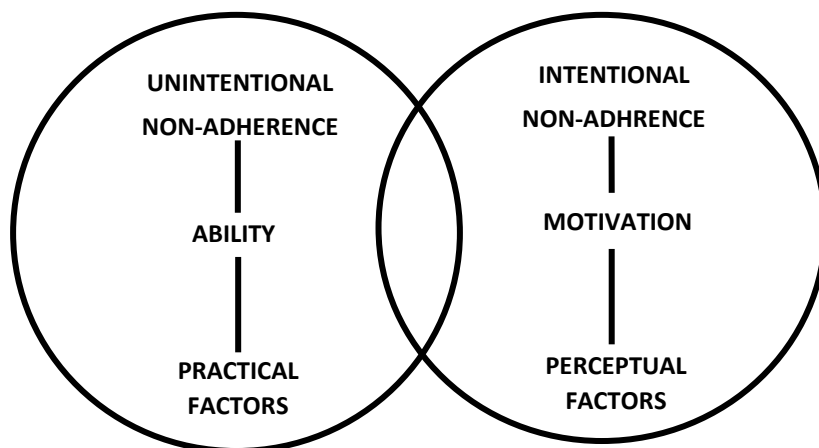 UNINTENTIONAL
NON-ADHERENCE
ABILITY
PRACTICAL
FACTORS
INTENTIONAL
NON-ADHRENCE
MOTIVATION
PERCEPTUAL
FACTORS